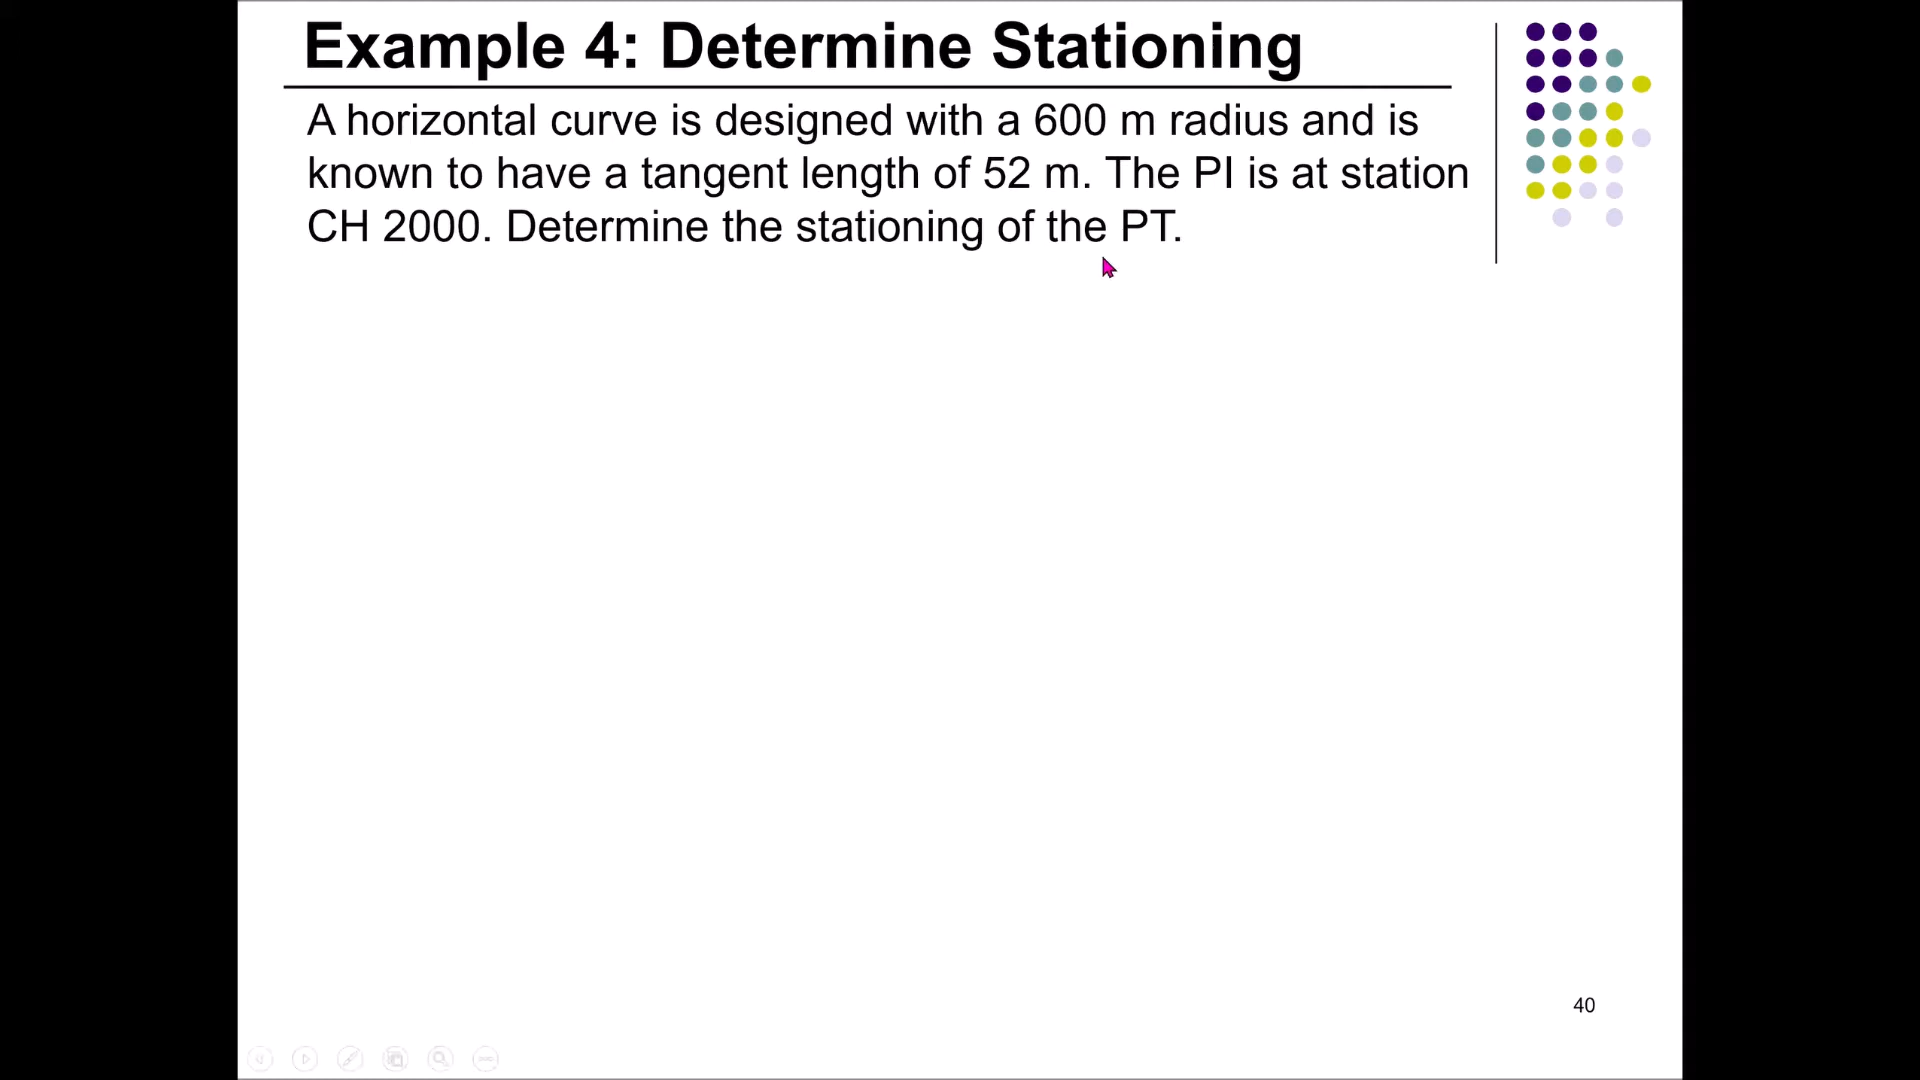 Example 4: Determine Stationing
A horizontal curve is designed with a 600 m radius and is
known to have a tangent length of 52 m. The PI is at station
CH 2000. Determine the stationing of the PT.
40